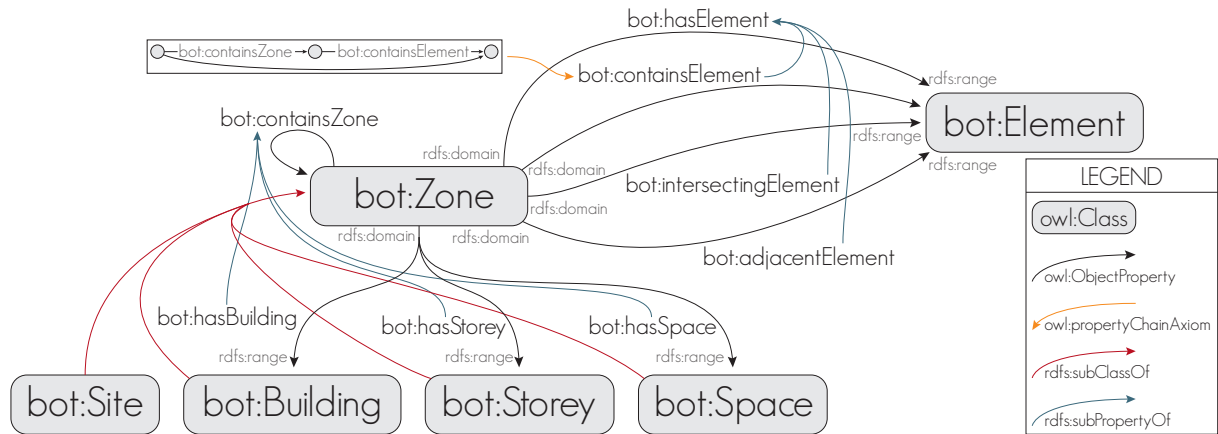 bot:hasElement
bot:containsZone
bot:containsElement
bot:containsElement
rdfs:range
bot:Element
bot:containsZone
rdfs:domain
rdfs:range
rdfs:domain
rdfs:range
bot:Zone
bot:intersectingElement
rdfs:domain
rdfs:domain
rdfs:domain
bot:adjacentElement
bot:hasBuilding
bot:hasStorey
bot:hasSpace
rdfs:range
rdfs:range
rdfs:range
bot:Site
bot:Building
bot:Storey
bot:Space
LEGEND
owl:Class
owl:ObjectProperty
owl:propertyChainAxiom
rdfs:subClassOf
rdfs:subPropertyOf